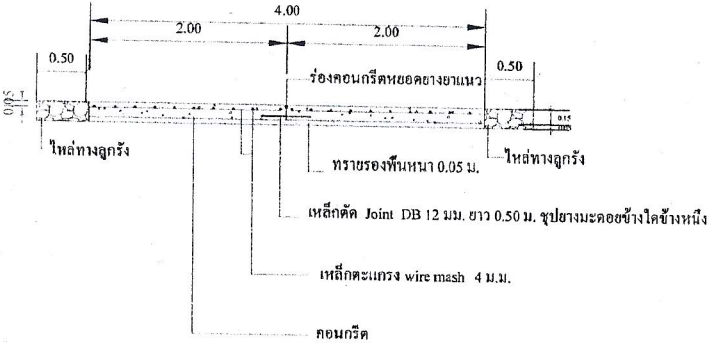 4.00
2.00 2.00
0.50 0.50
ร่องคอนกรีตหยอดยางยาแนว
0.05
0.15
ไหล่ทางลูกรัง ไหล่ทางลูกรัง
ทรายรองพื้นหนา 0.05 ม.
เหล็กตัด Joint DB 12 มม. ยาว 0.50 ม. ชุปยางมะตอยข้างใดข้างหนึ่ง
เหล็กตะแกรง wire mash 4 ม.ม.
คอนกรีต